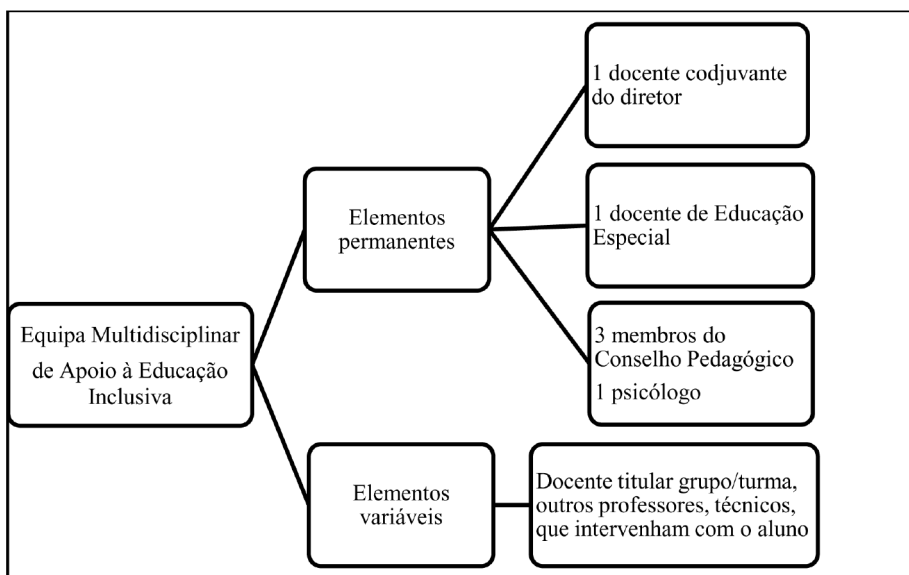 1 docente codjuvante
do diretor
Elementos
permanentes
1 docente de Educação
Especial
Equipa Multidisciplinar
de Apoio à Educação
Inclusiva
3 membros do
Conselho Pedagógico
1 psicólogo
Elementos
variáveis
Docente titular grupo/turma,
outros professores, técnicos,
que intervenham com o aluno